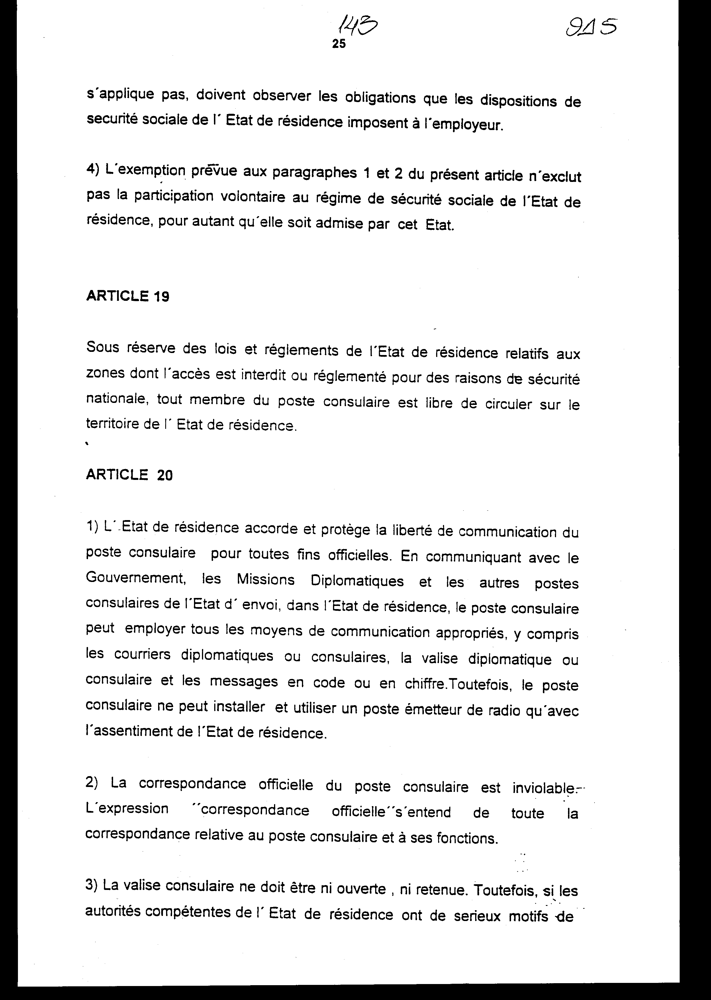 143
915
25
s´applique pas, doivent observer les obligations que les dispositions de
securité sociale de l´ Etat de résidence imposent à l´employeur.
4) L´exemption prévue aux paragraphes 1 et 2 du présent article n´exclut
pas la participation volontaire au régime de sécurité sociale de l´Etat de
résidence, pour autant qu´elle soit admise par cet Etat.
ARTICLE 19
Sous réserve des lois et réglements de l´Etat de résidence relatifs aux
zones dont l´accès est interdit ou réglementé pour des raisons de sécurité
nationale, tout membre du poste consulaire est libre de circuler sur le
territoire de l´ Etat de résidence.
ARTICLE 20
1) L´ Etat de résidence accorde et protège la liberté de communication du
poste consulaire pour toutes fins officielles. En communiquant avec le
Gouvernement, les Missions Diplomatiques et les autres postes
consulaires de l´Etat d´ envoi, dans l´Etat de résidence, le poste consulaire
peut employer tous les moyens de communication appropriés, y compris
les courriers diplomatiques ou consulaires, la valise diplomatique ou
consulaire et les messages en code ou en chiffre.Toutefois, le poste
consulaire ne peut installer et utiliser un poste émetteur de radio qu´avec
l´assentiment de l´Etat de résidence.
2) La correspondance officielle du poste consulaire est inviolable.
L´expression ´´correspondance officielle´´s´entend de toute la
correspondance relative au poste consulaire et à ses fonctions.
3) La valise consulaire ne doit être ni ouverte , ni retenue. Toutefois, si les
autorités compétentes de l´ Etat de résidence ont de serieux motifs de